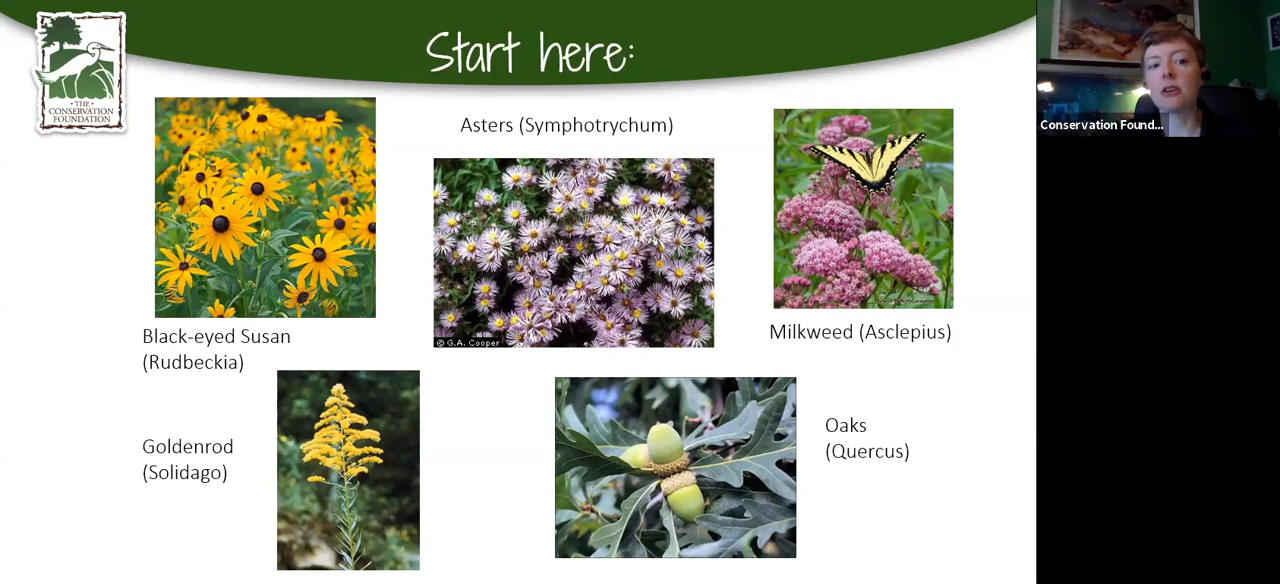 Start here:
THE
CONSERVATION
FOUNDATION
Conservation Found...
Asters (Symphotrychum)
© G.A. Cooper
Black-eyed Susan
(Rudbeckia)
Milkweed (Asclepius)
Goldenrod
(Solidago)
Oaks
(Quercus)